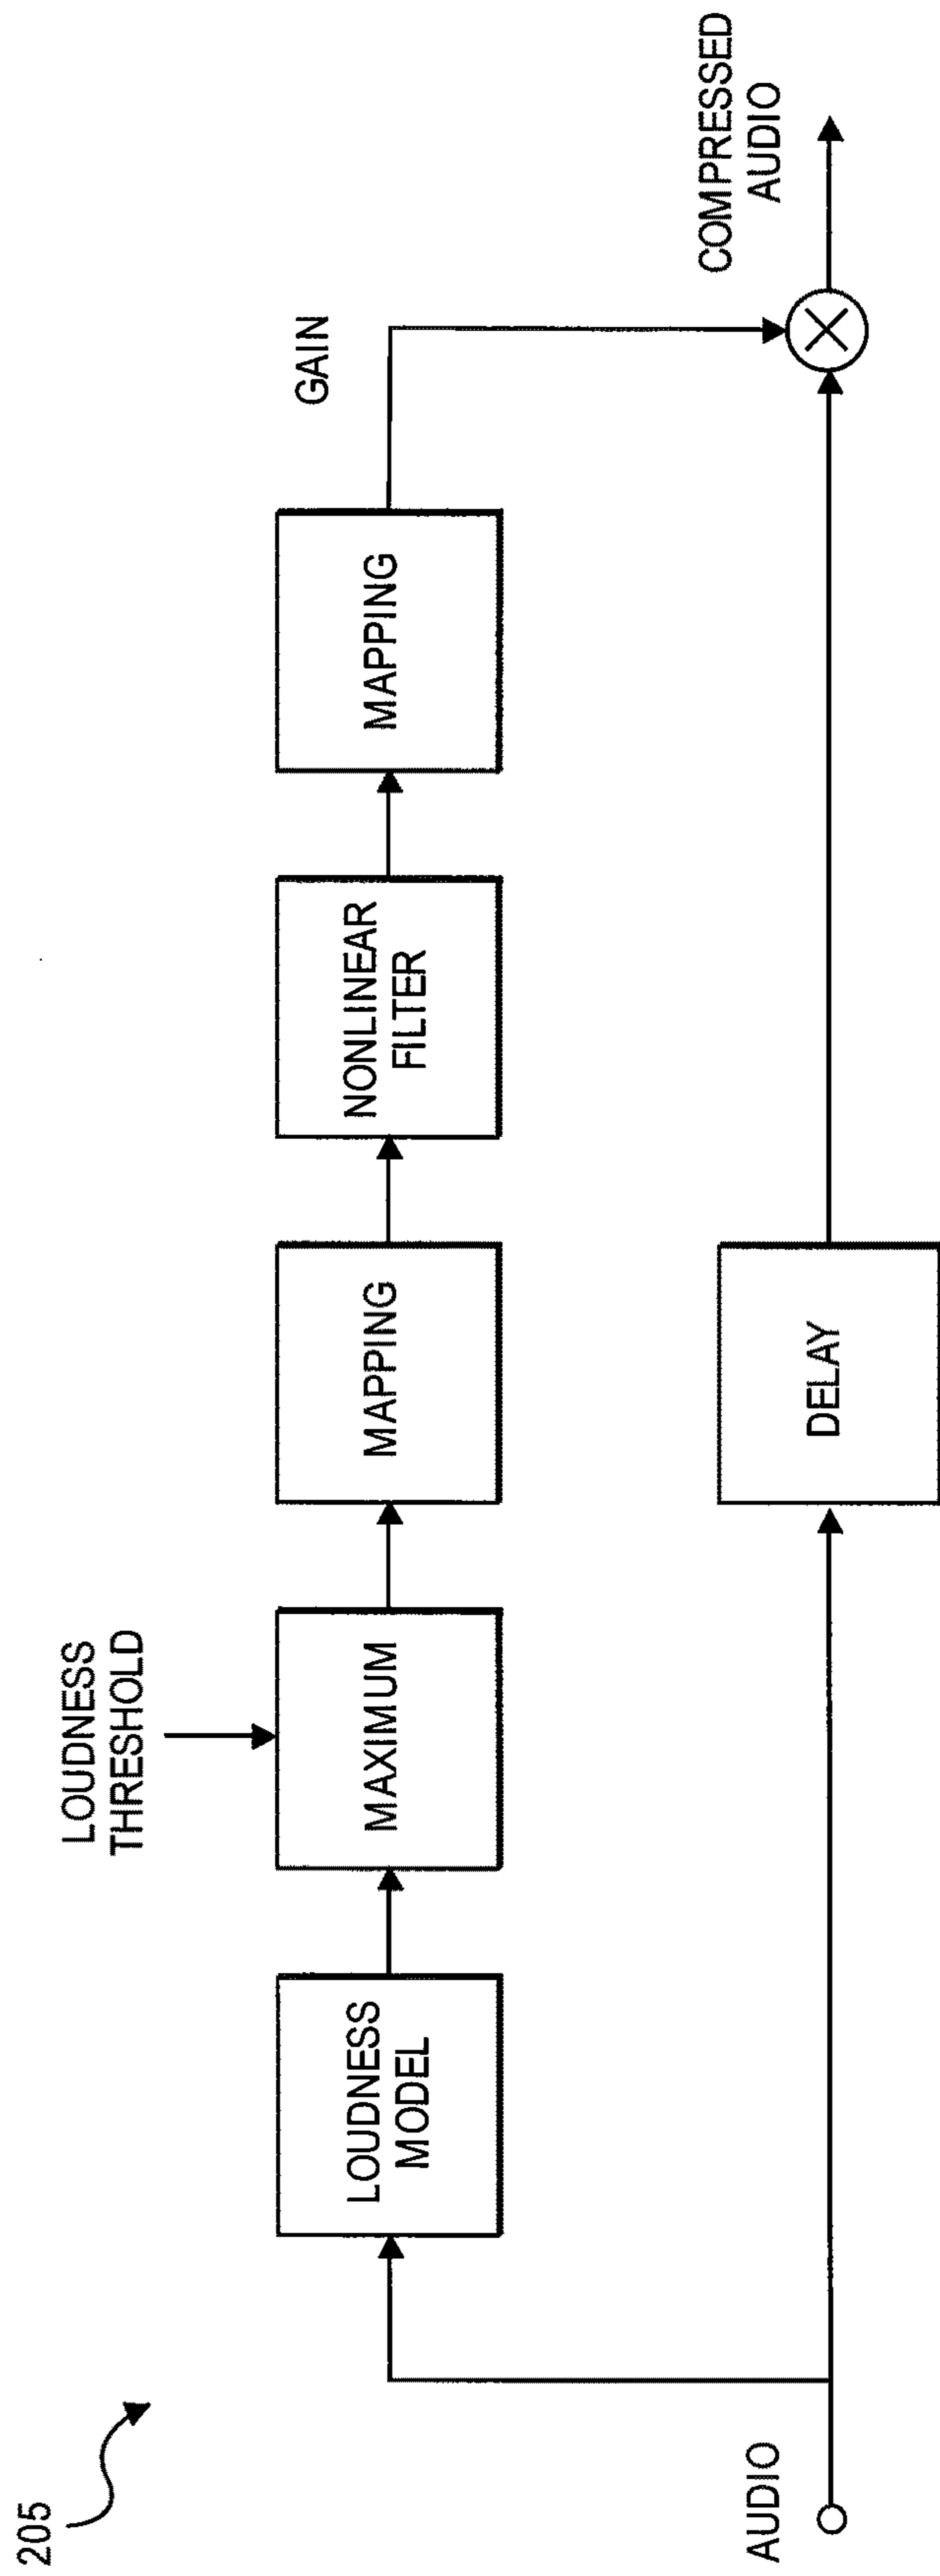 205
LOUDNESS
THRESHOLD
LOUDNESS
MODEL
MAXIMUM
MAPPING
NONLINEAR
FILTER
MAPPING
GAIN
AUDIO
DELAY
COMPRESSED
AUDIO